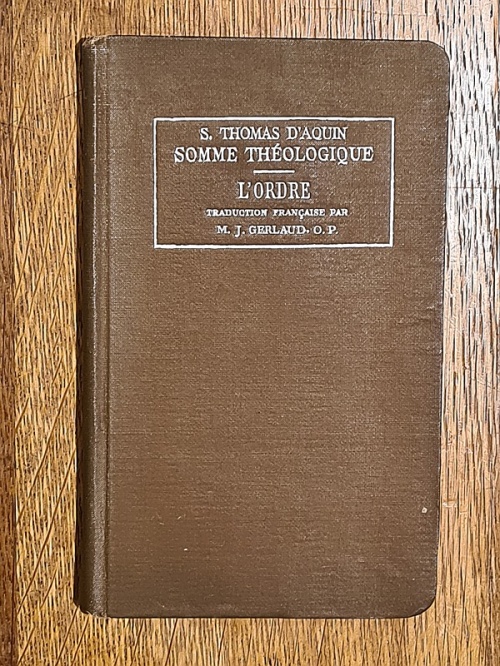 S. THOMAS D'AQUIN
SOMME THÉOLOGIQUE
L'ORDRE
TRADUCTION FRANÇAISE PAR
M. J. GERLAUD. O. P.